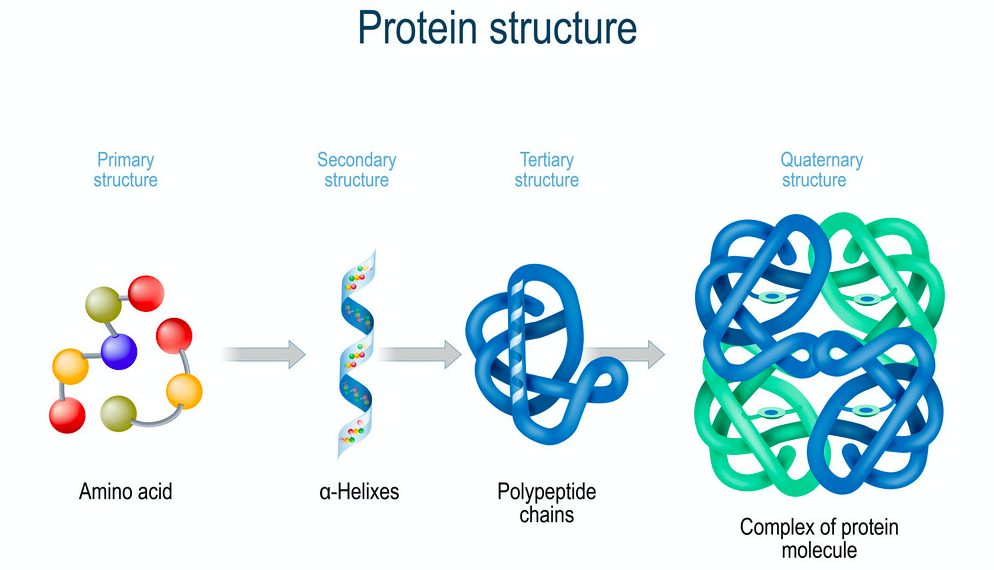 Protein structure
Primary
structure
Secondary
structure
Tertiary
structure
Quaternary
structure
Amino acid
α-Helixes
Polypeptide
chains
Complex of protein
molecule